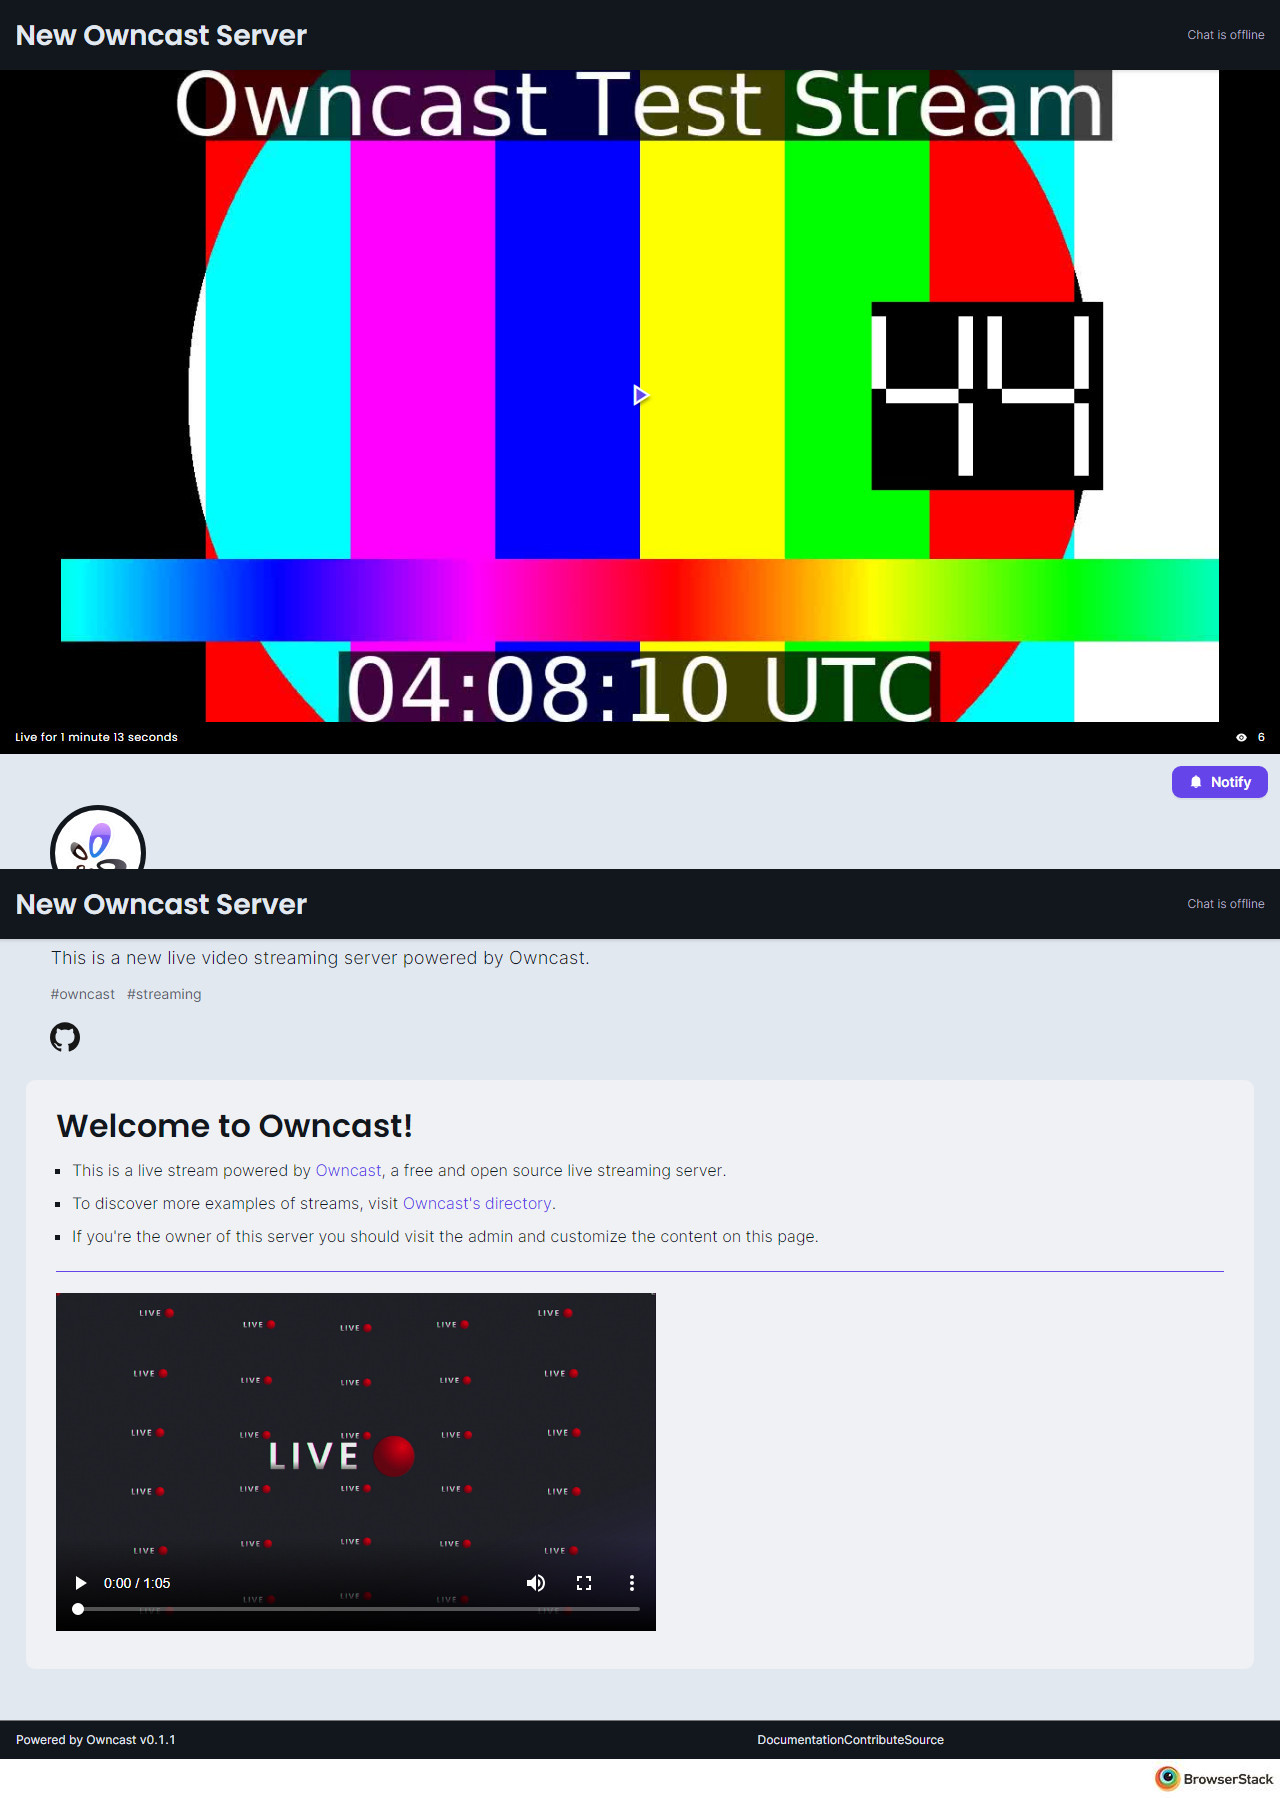 New Owncast Server
Chat is offline
Owncast Test Stream
44
04:08:10 UTC
Live for 1 minute 13 seconds
6
Notify
New Owncast Server
Chat is offline
This is a new live video streaming server powered by Owncast.
#owncast #streaming
Welcome to Owncast!
This is a live stream powered by Owncast, a free and open source live streaming server.
To discover more examples of streams, visit Owncast's directory.
If you're the owner of this server you should visit the admin and customize the content on this page.
LIVE LIVE LIVE LIVE LIVE
LIVE LIVE LIVE LIVE LIVE
LIVE LIVE LIVE LIVE LIVE
LIVE
LIVE LIVE LIVE LIVE LIVE
LIVE LIVE LIVE LIVE LIVE
LIVE LIVE LIVE LIVE LIVE
0:00 / 1:05
Powered by Owncast v0.1.1
DocumentationContributeSource
BrowserStack